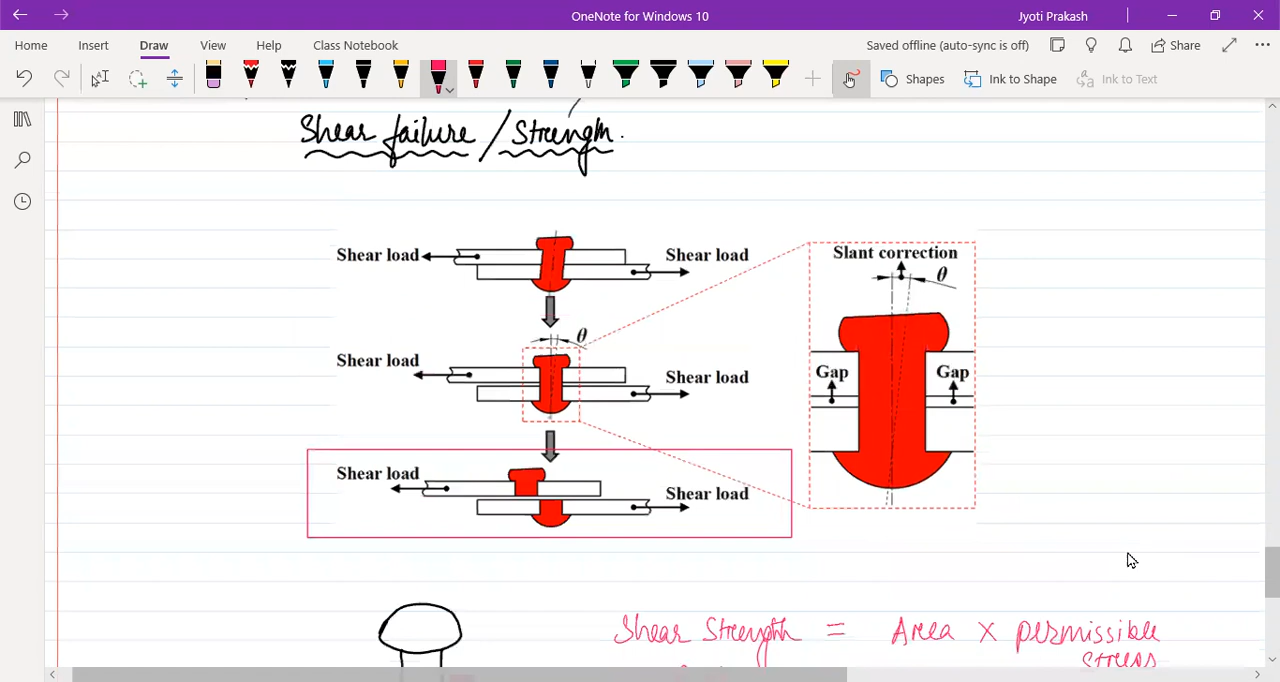 OneNote for Windows 10
Jyoti Prakash
Home Insert Draw View Help Class Notebook
Saved offline (auto-sync is off) Share
Shapes Ink to Shape Ink to Text
Shear failure / Strength.
Shear load Shear load
Slant correction
θ
θ
Shear load Shear load
Gap Gap
Shear load Shear load
Shear Strength = Area X permissible
stress